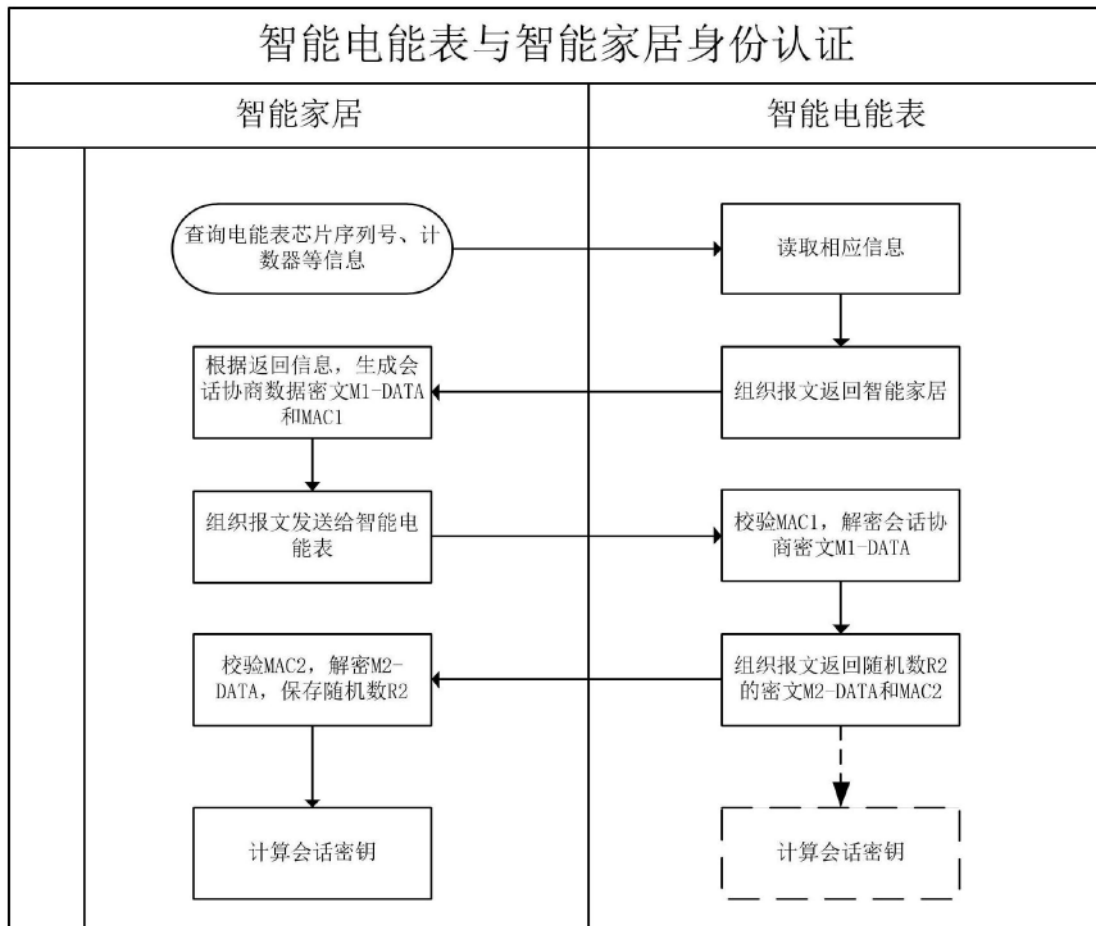 智能电能表与智能家居身份认证
智能家居
智能电能表
查询电能表芯片序列号、计
数器等信息
读取相应信息
根据返回信息，生成会
话协商数据密文M1-DATA
和MAC1
组织报文返回智能家居
组织报文发送给智能电
能表
校验MAC1，解密会话协
商密文M1-DATA
校验MAC2，解密M2-
DATA，保存随机数R2
组织报文返回随机数R2
的密文M2-DATA和MAC2
计算会话密钥
计算会话密钥